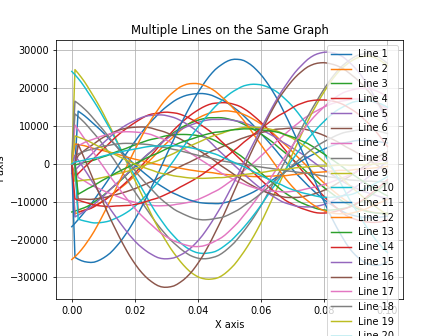 Multiple Lines on the Same Graph
30000
20000
10000
0
-10000
-20000
-30000
0.00
0.02
0.04
0.06
X axis
Line 1
Line 2
Line 3
Line 4
Line 5
Line 6
Line 7
Line 8
Line 9
Line 10
Line 11
Line 12
Line 13
Line 14
Line 15
Line 16
Line 17
Line 18
Line 19
Line 20